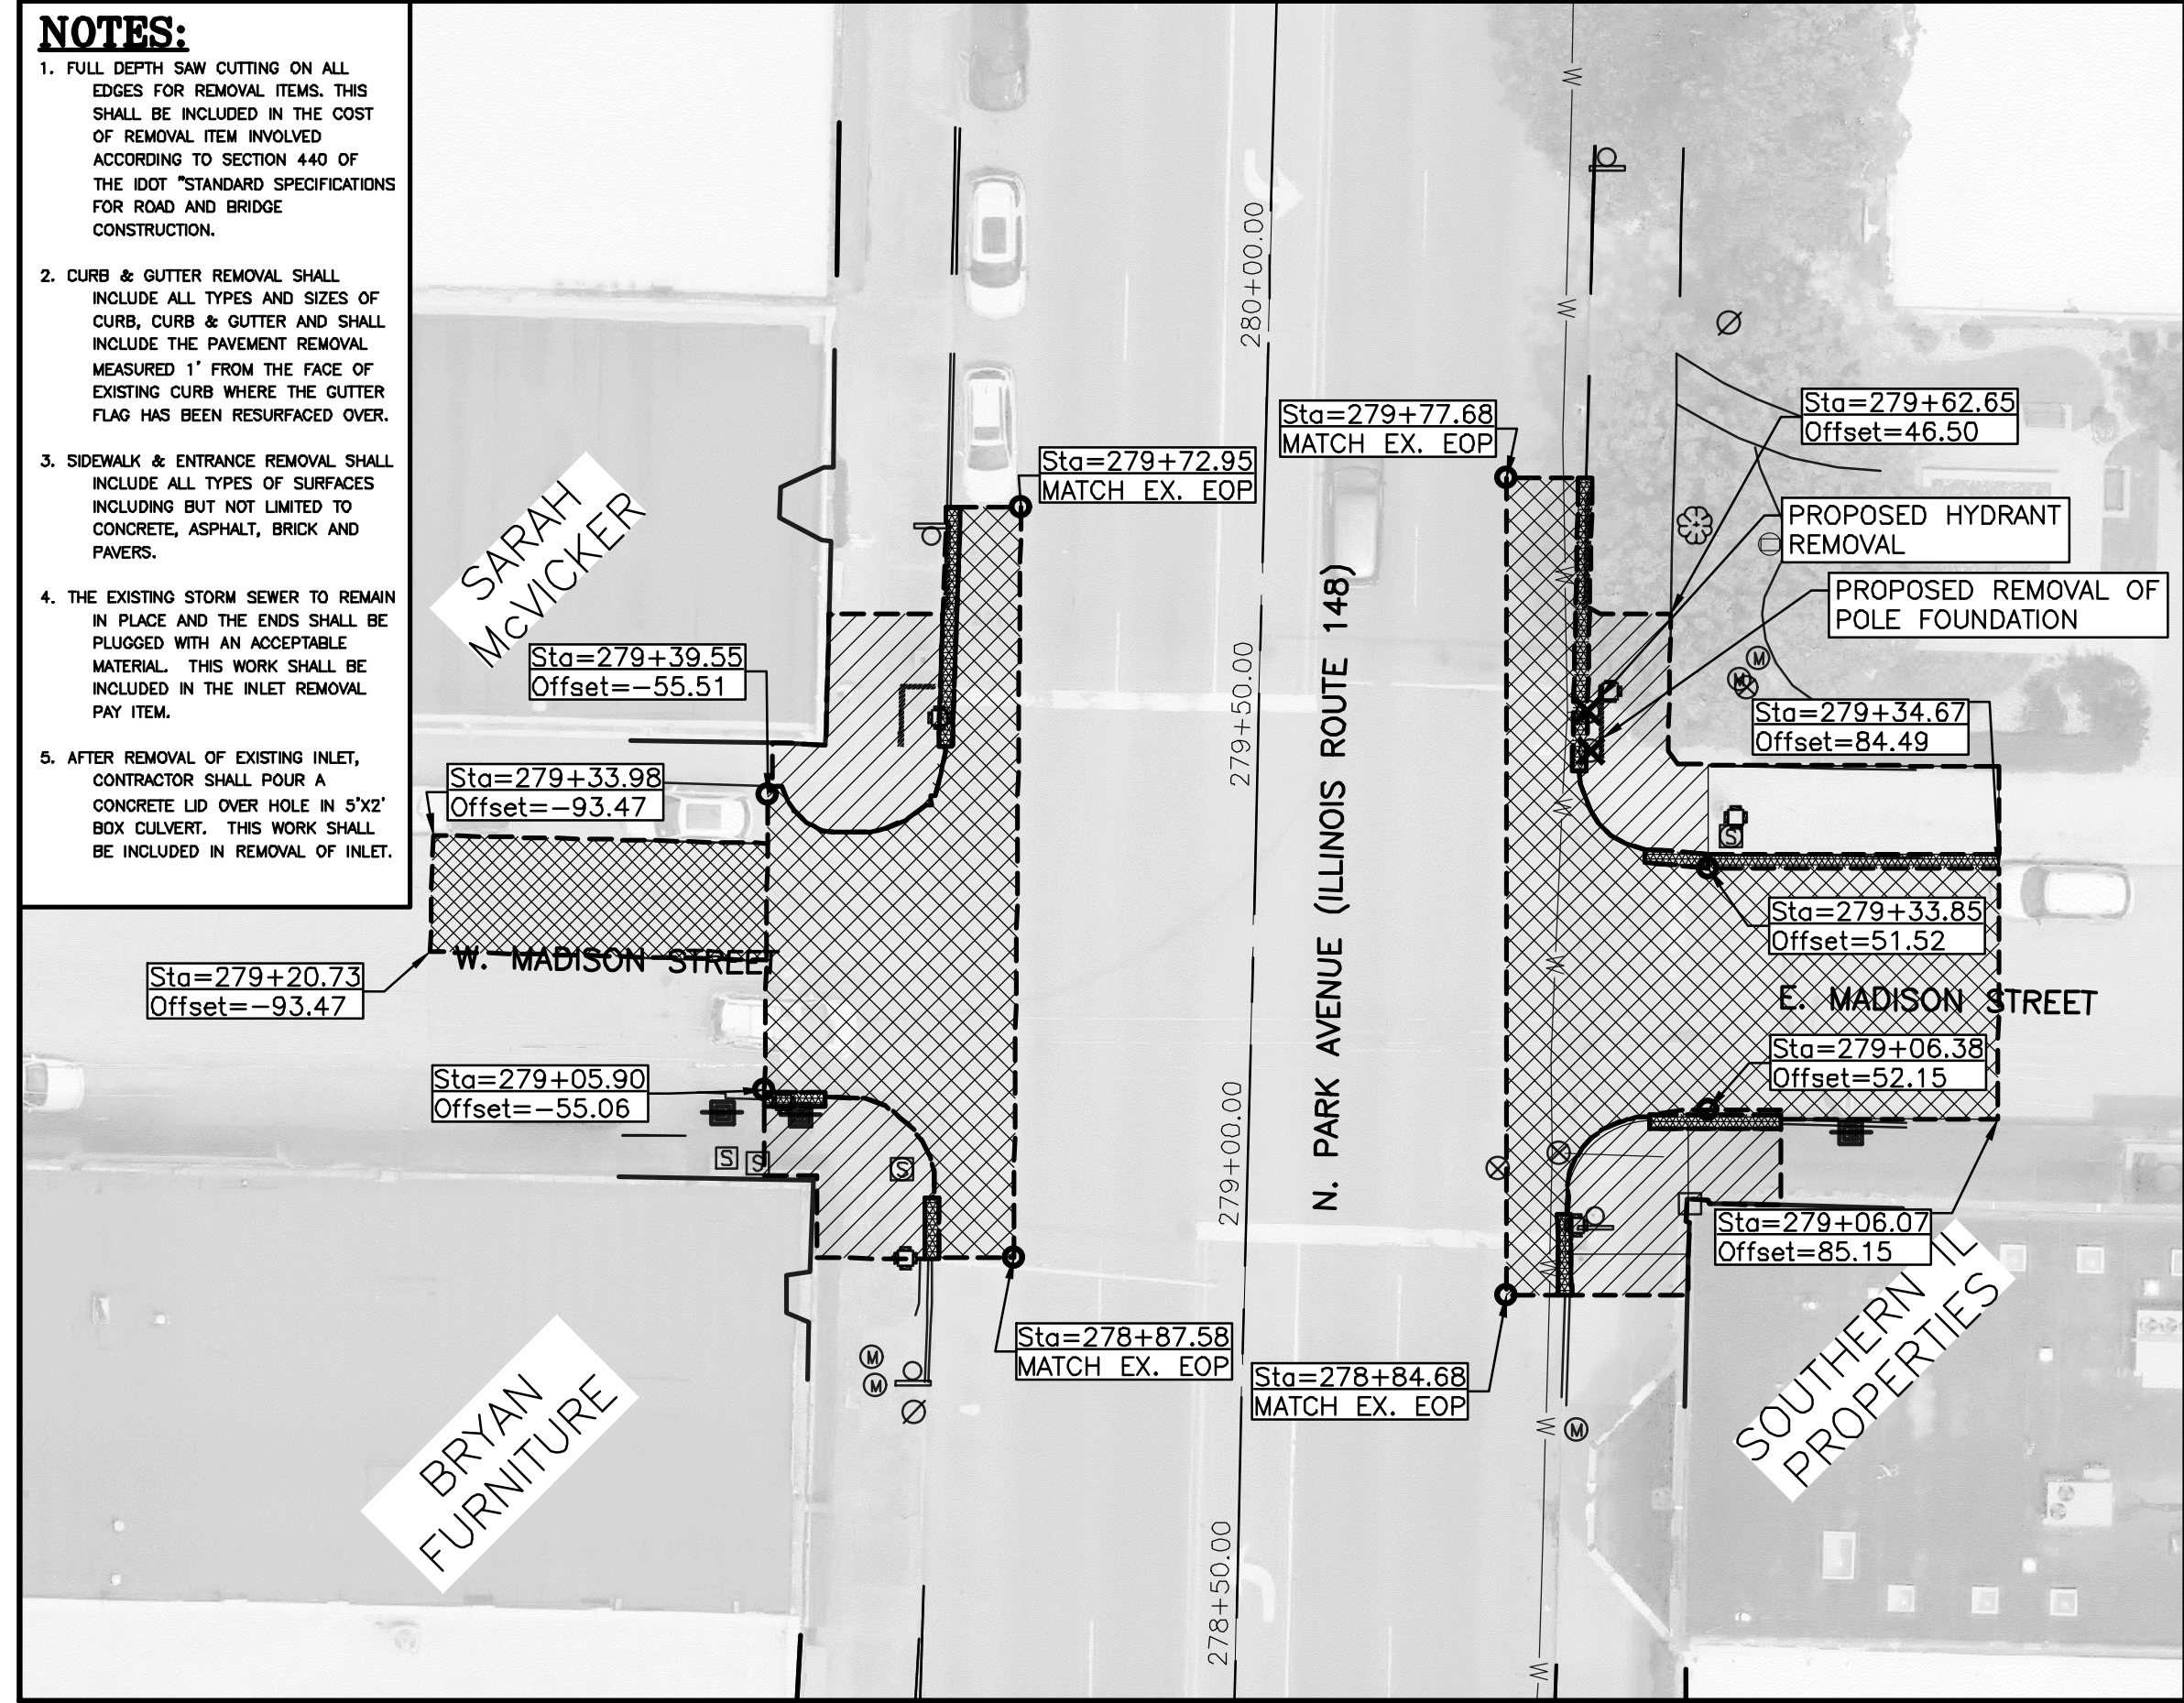 NOTES:
1. FULL DEPTH SAW CUTTING ON ALL
EDGES FOR REMOVAL ITEMS. THIS
SHALL BE INCLUDED IN THE COST
OF REMOVAL ITEM INVOLVED
ACCORDING TO SECTION 440 OF
THE IDOT "STANDARD SPECIFICATIONS
FOR ROAD AND BRIDGE
CONSTRUCTION.
2. CURB & GUTTER REMOVAL SHALL
INCLUDE ALL TYPES AND SIZES OF
CURB, CURB & GUTTER AND SHALL
INCLUDE THE PAVEMENT REMOVAL
MEASURED 1' FROM THE FACE OF
EXISTING CURB WHERE THE GUTTER
FLAG HAS BEEN RESURFACED OVER.
3. SIDEWALK & ENTRANCE REMOVAL SHALL
INCLUDE ALL TYPES OF SURFACES
INCLUDING BUT NOT LIMITED TO
CONCRETE, ASPHALT, BRICK AND
PAVERS.
4. THE EXISTING STORM SEWER TO REMAIN
IN PLACE AND THE ENDS SHALL BE
PLUGGED WITH AN ACCEPTABLE
MATERIAL. THIS WORK SHALL BE
INCLUDED IN THE INLET REMOVAL
PAY ITEM.
5. AFTER REMOVAL OF EXISTING INLET,
CONTRACTOR SHALL POUR A
CONCRETE LID OVER HOLE IN 5'X2'
BOX CULVERT. THIS WORK SHALL
BE INCLUDED IN REMOVAL OF INLET.
W
280+00.00
W
Sta=279+62.65
Offset=46.50
Sta=279+77.68
MATCH EX. EOP
Sta=279+72.95
MATCH EX. EOP
SARAH
McVICKER
PROPOSED HYDRANT
REMOVAL
W
PROPOSED REMOVAL OF
POLE FOUNDATION
Sta=279+39.55
Offset=-55.51
279+50.00
N. PARK AVENUE (ILLINOIS ROUTE 148)
M
M
Sta=279+34.67
Offset=84.49
Sta=279+33.98
Offset=-93.47
W
S
Sta=279+33.85
Offset=51.52
W. MADISON STREET
W
Sta=279+20.73
Offset=-93.47
E. MADISON STREET
Sta=279+06.38
Offset=52.15
Sta=279+05.90
Offset=-55.06
S
S
S
279+00.00
Sta=279+06.07
Offset=85.15
W
Sta=278+87.58
MATCH EX. EOP
Sta=278+84.68
MATCH EX. EOP
M
M
BRYAN
FURNITURE
SOUTHERN IL
PROPERTIES
W
M
278+50.00
W